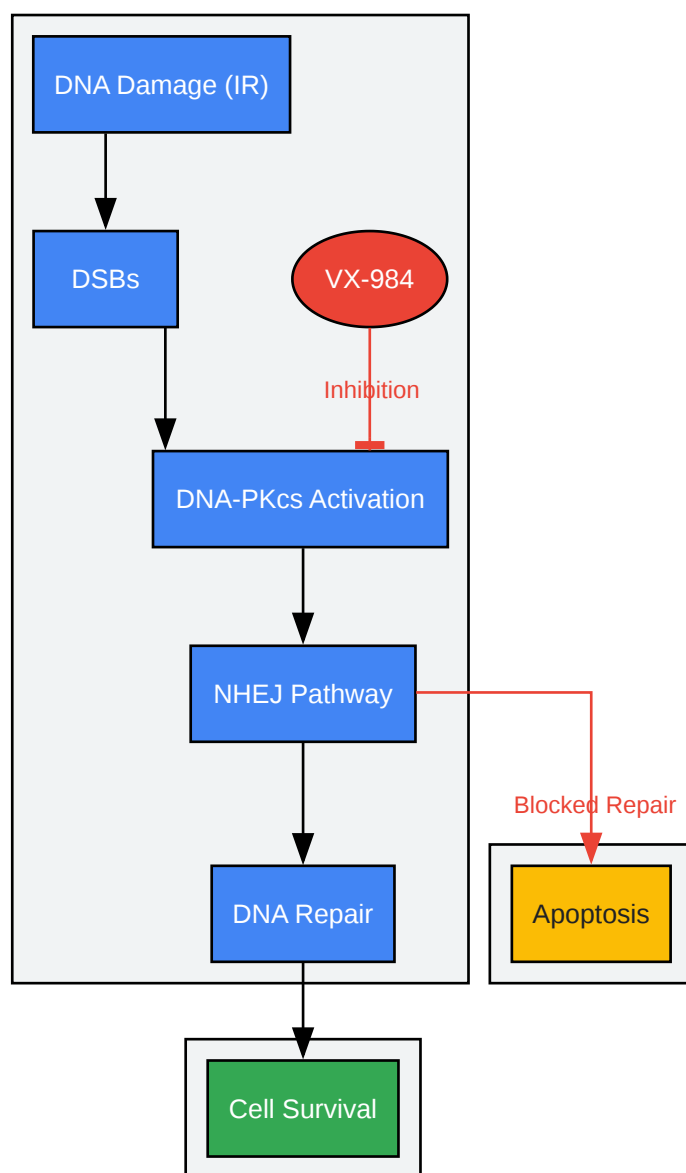 DNA Damage (IR)
DSBs
VX-984
Inhibition
DNA-PKcs Activation
NHEJ Pathway
Blocked Repair
DNA Repair
Apoptosis
Cell Survival